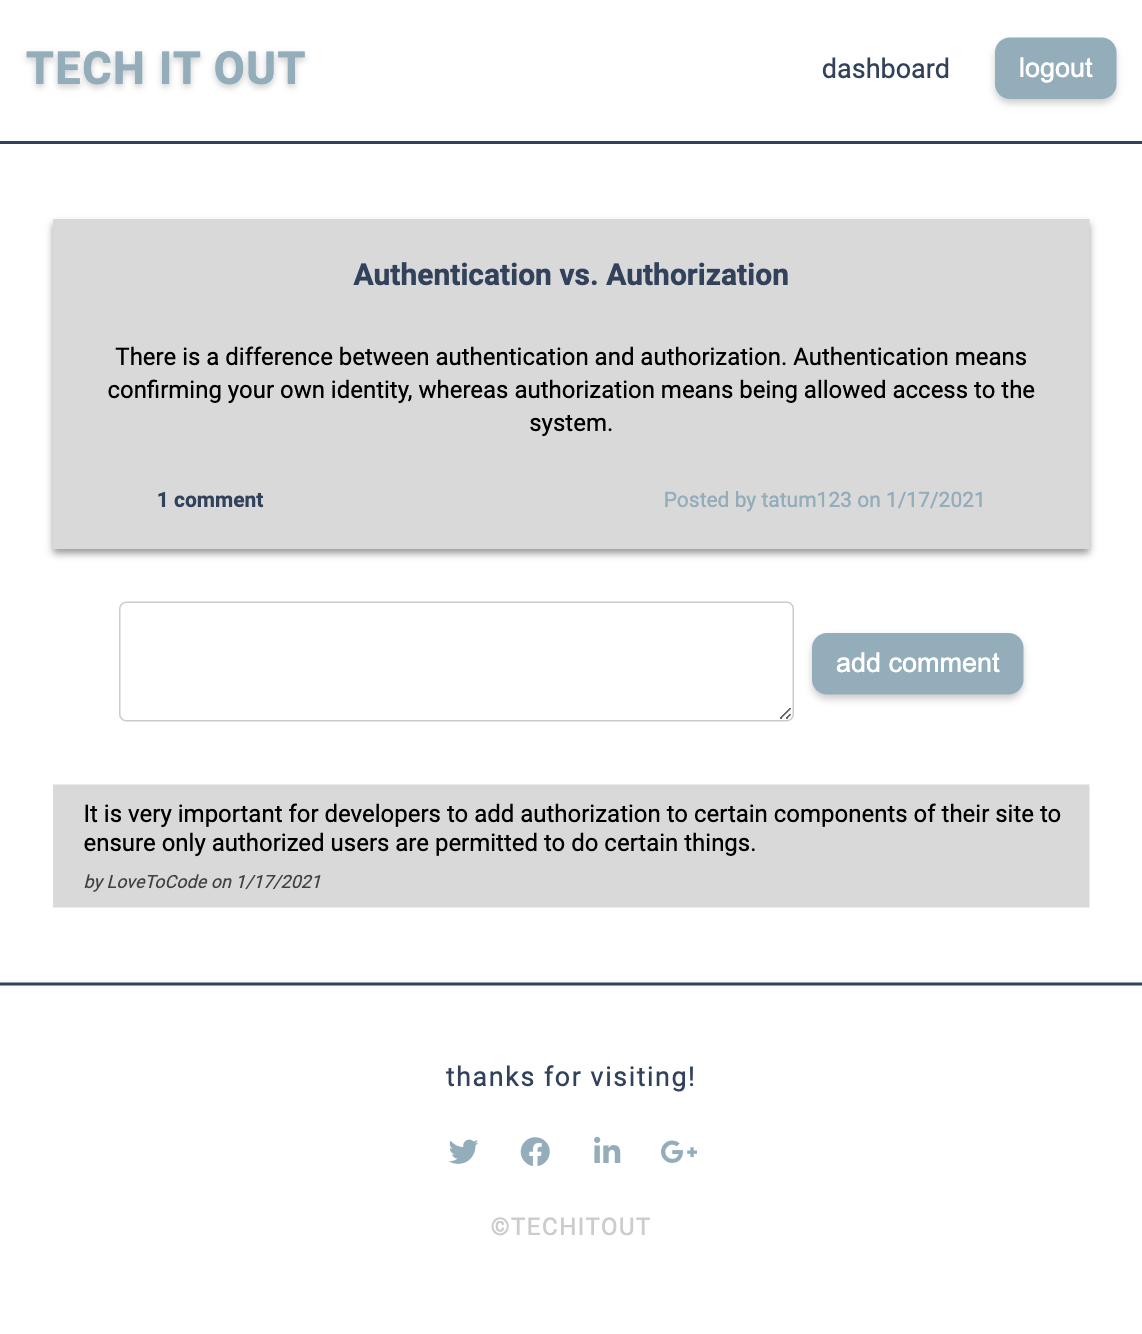 TECH IT OUT
dashboard
logout
Authentication vs. Authorization
There is a difference between authentication and authorization. Authentication means
confirming your own identity, whereas authorization means being allowed access to the
system.
1 comment
Posted by tatum123 on 1/17/2021
add comment
It is very important for developers to add authorization to certain components of their site to
ensure only authorized users are permitted to do certain things.
by LoveToCode on 1/17/2021
thanks for visiting!
©TECHITOUT